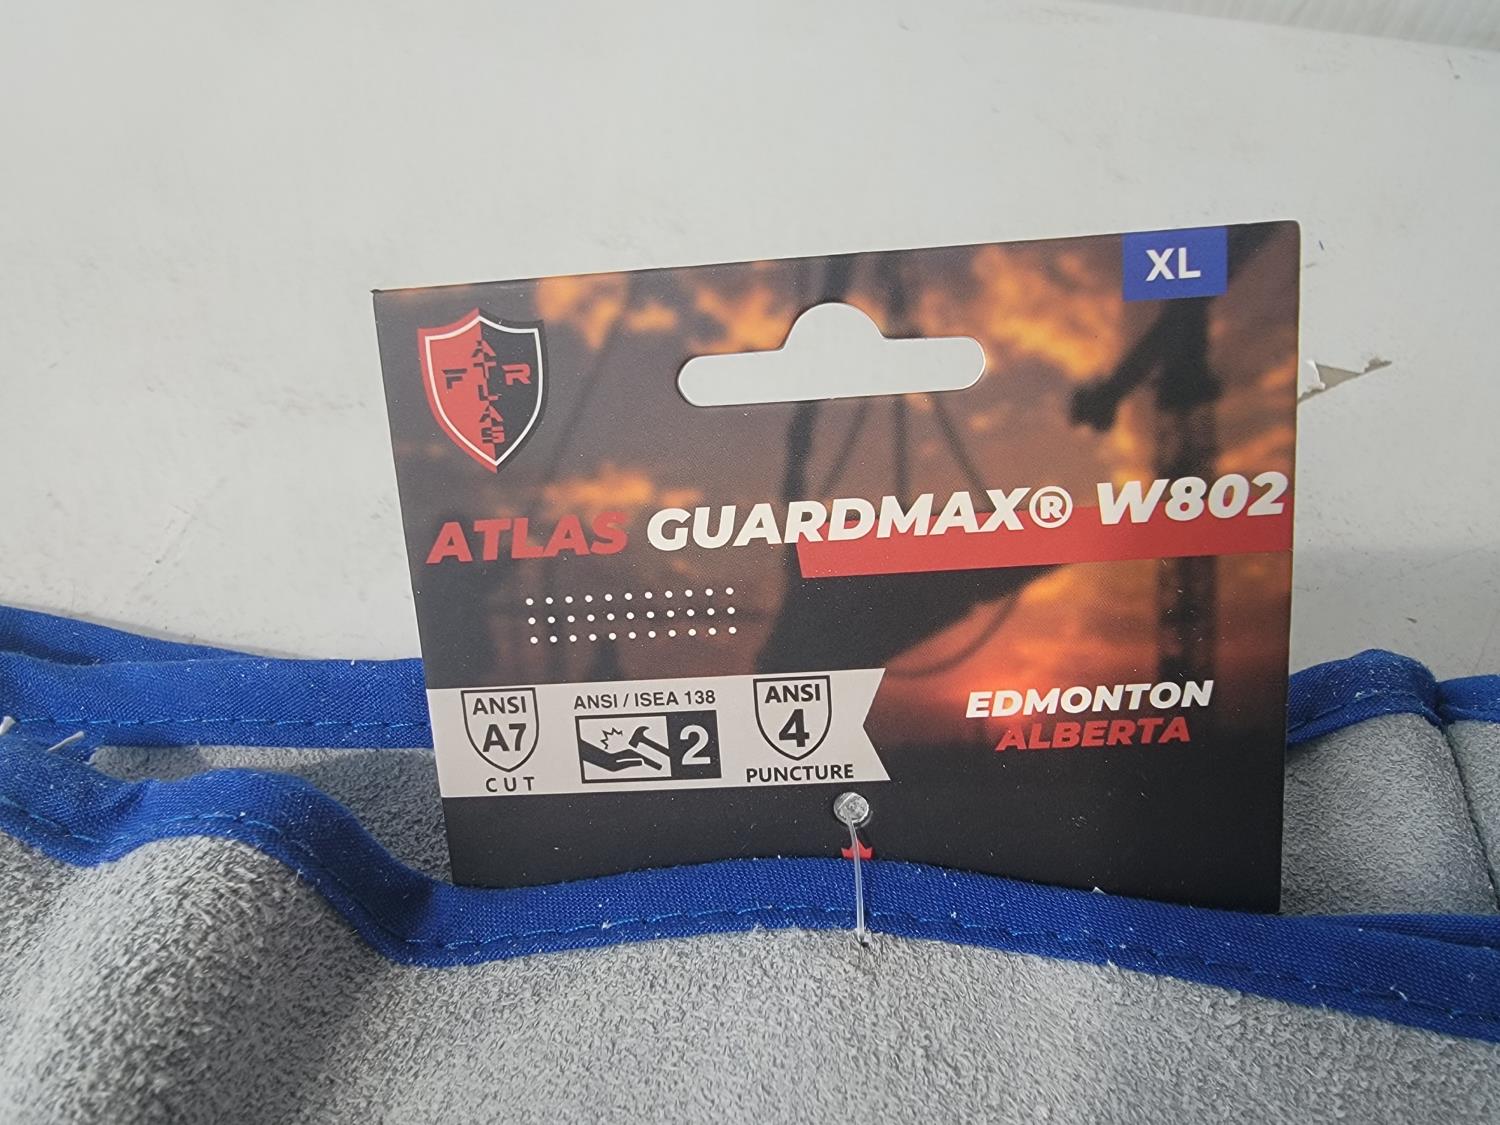 XL
ATLAS
F R
ATLAS GUARDMAX® W802
ANSI
A7
CUT
ANSI / ISEA 138
2
ANSI
4
PUNCTURE
EDMONTON
ALBERTA